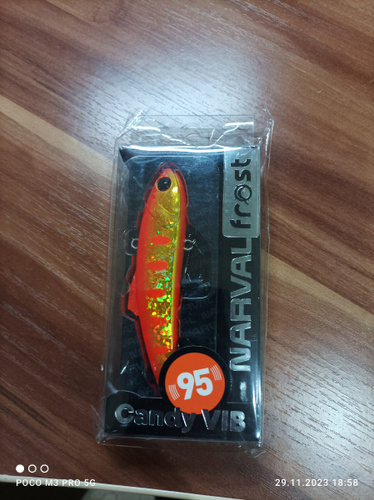 NARVAL frost
95
Candy VIB
POCO M3 PRO 5G
29.11.2023 18:58